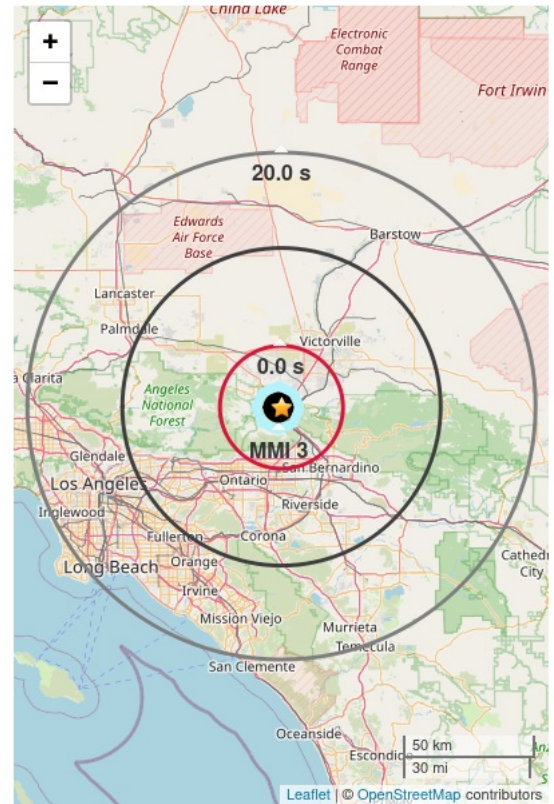 China Lake
+
−
Electronic
Combat
Range
Fort Irwin
20.0 s
Edwards
Air Force
Base
Barstow
Lancaster
Palmdale
Victorville
0.0 s
a Clarita
Angeles
National
Forest
MMI 3
Glendale
San Bernardino
Los Angeles
Ontario
Inglewood
Riverside
Fullerton
Corona
Cathedr
City
Long Beach
Orange
Irvine
Mission Viejo
Murrieta
Temecula
San Clemente
Oceanside
Escondid
50 km
30 mi
Leaflet | © OpenStreetMap contributors